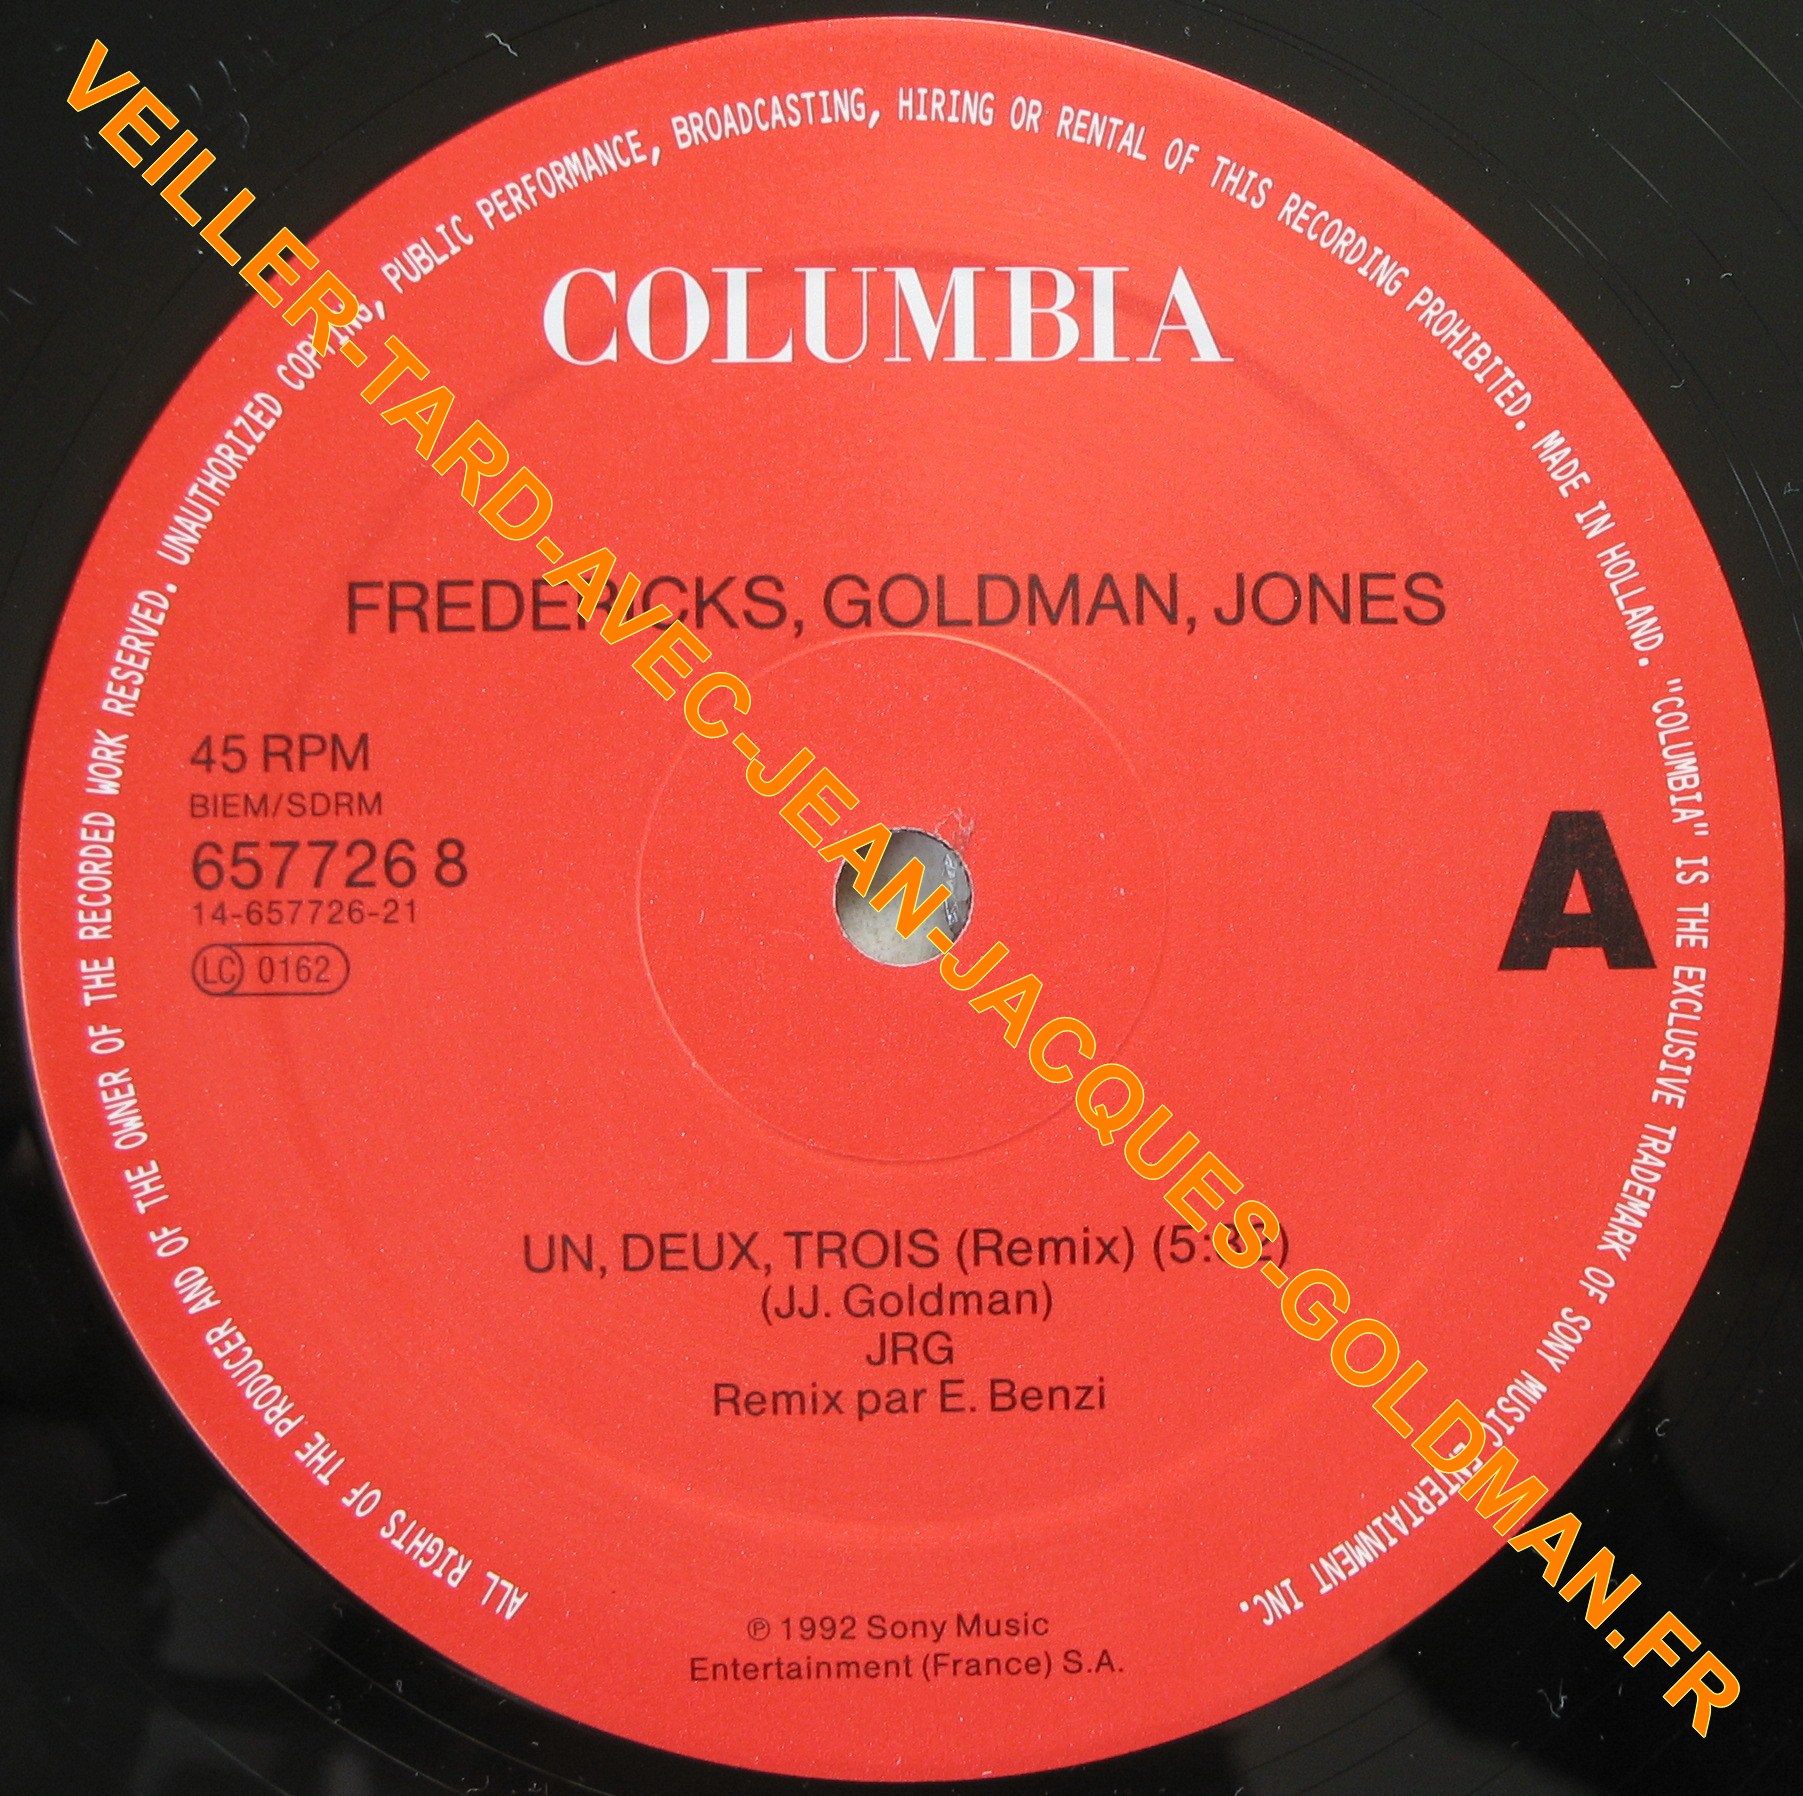 VEILLER-TARD-AVEC-JEAN-JACQUES-GOLDMAN.FR
ALL RIGHTS OF THE PRODUCER AND OF THE OWNER OF THE RECORDED WORK RESERVED. UNAUTHORIZED COPYING, PUBLIC PERFORMANCE, BROADCASTING, HIRING OR RENTAL OF THIS RECORDING PROHIBITED. MADE IN HOLLAND. "COLUMBIA" IS THE EXCLUSIVE TRADEMARK OF SONY MUSIC ENTERTAINMENT INC.
COLUMBIA
FREDERICKS, GOLDMAN, JONES
45 RPM
BIEM/SDRM
657726 8
14-657726-21
LC 0162
A
UN, DEUX, TROIS (Remix) (5:32)
(JJ. Goldman)
JRG
Remix par E. Benzi
℗ 1992 Sony Music
Entertainment (France) S.A.